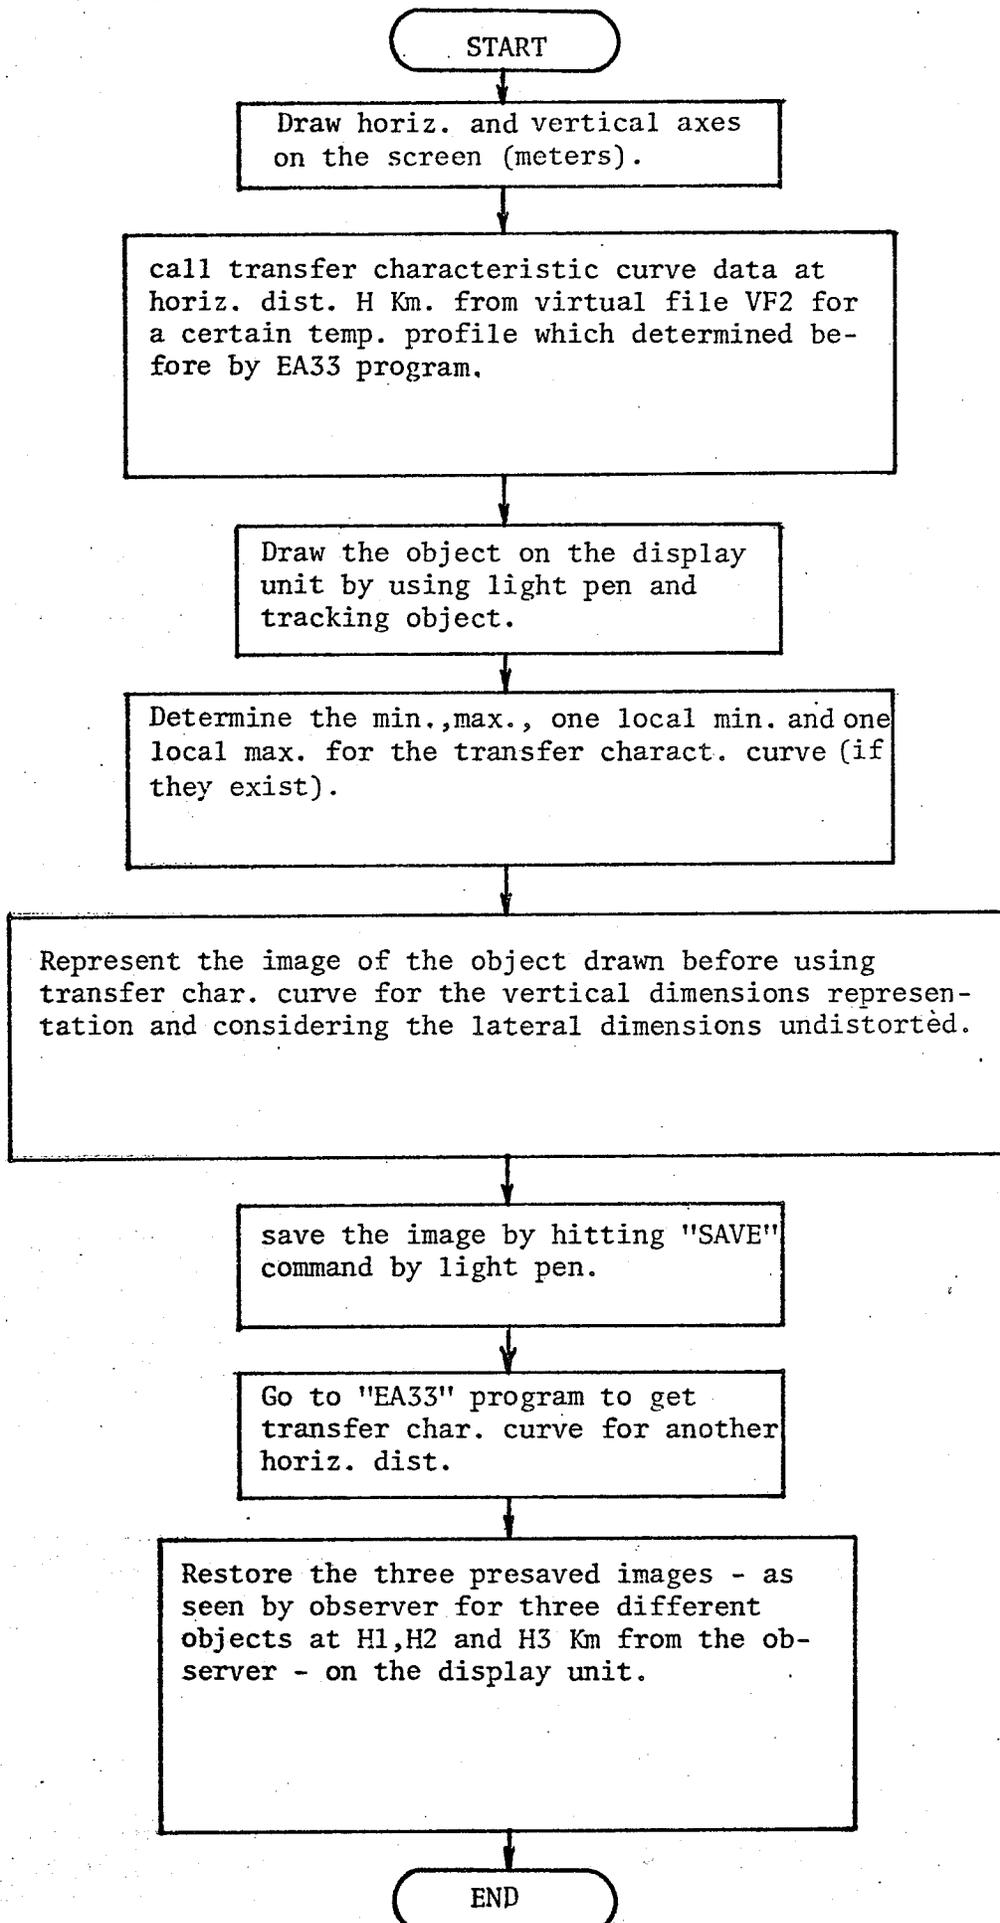 START
Draw horiz. and vertical axes
on the screen (meters).
call transfer characteristic curve data at
horiz. dist. H Km. from virtual file VF2 for
a certain temp. profile which determined be-
fore by EA33 program.
Draw the object on the display
unit by using light pen and
tracking object.
Determine the min.,max., one local min. and one
local max. for the transfer charact. curve (if
they exist).
Represent the image of the object drawn before using
transfer char. curve for the vertical dimensions represen-
tation and considering the lateral dimensions undistorted.
save the image by hitting "SAVE"
command by light pen.
Go to "EA33" program to get
transfer char. curve for another
horiz. dist.
Restore the three presaved images - as
seen by observer for three different
objects at H1,H2 and H3 Km from the ob-
server - on the display unit.
END